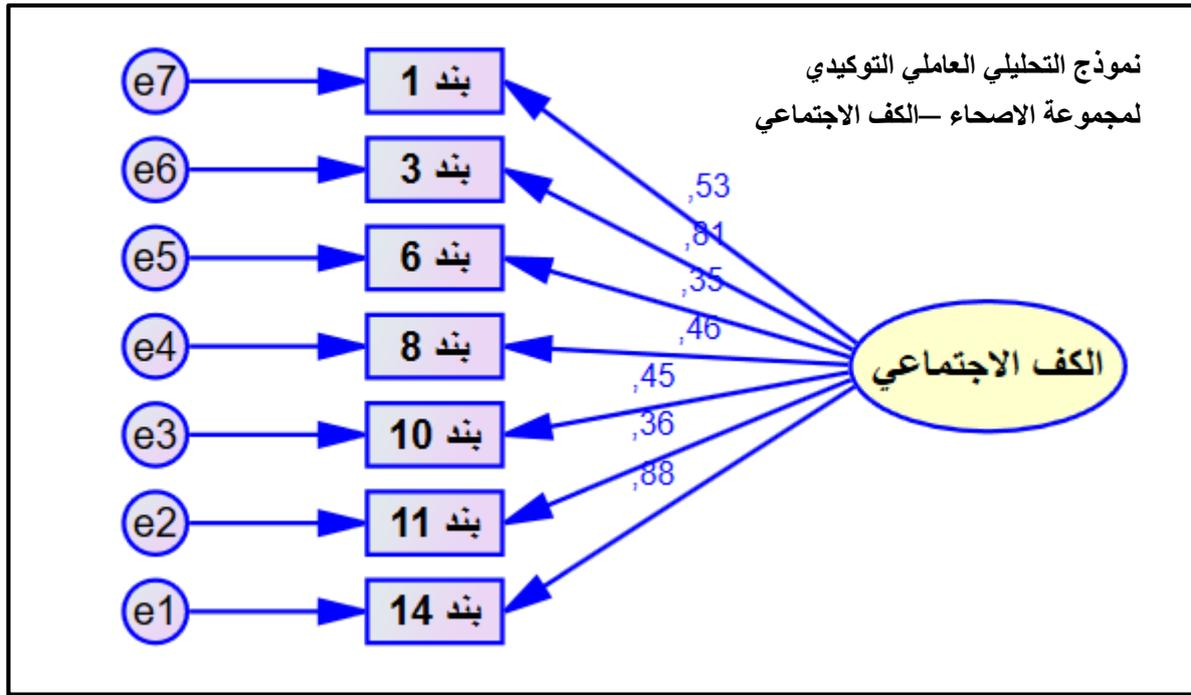 نموذج التحليلي العاملي التوكيدي
لمجموعة الاصحاء –الكف الاجتماعي
e7
بند 1
e6
بند 3
e5
بند 6
e4
بند 8
e3
بند 10
e2
بند 11
e1
بند 14
,53
,81
,35
,46
,45
,36
,88
الكف الاجتماعي